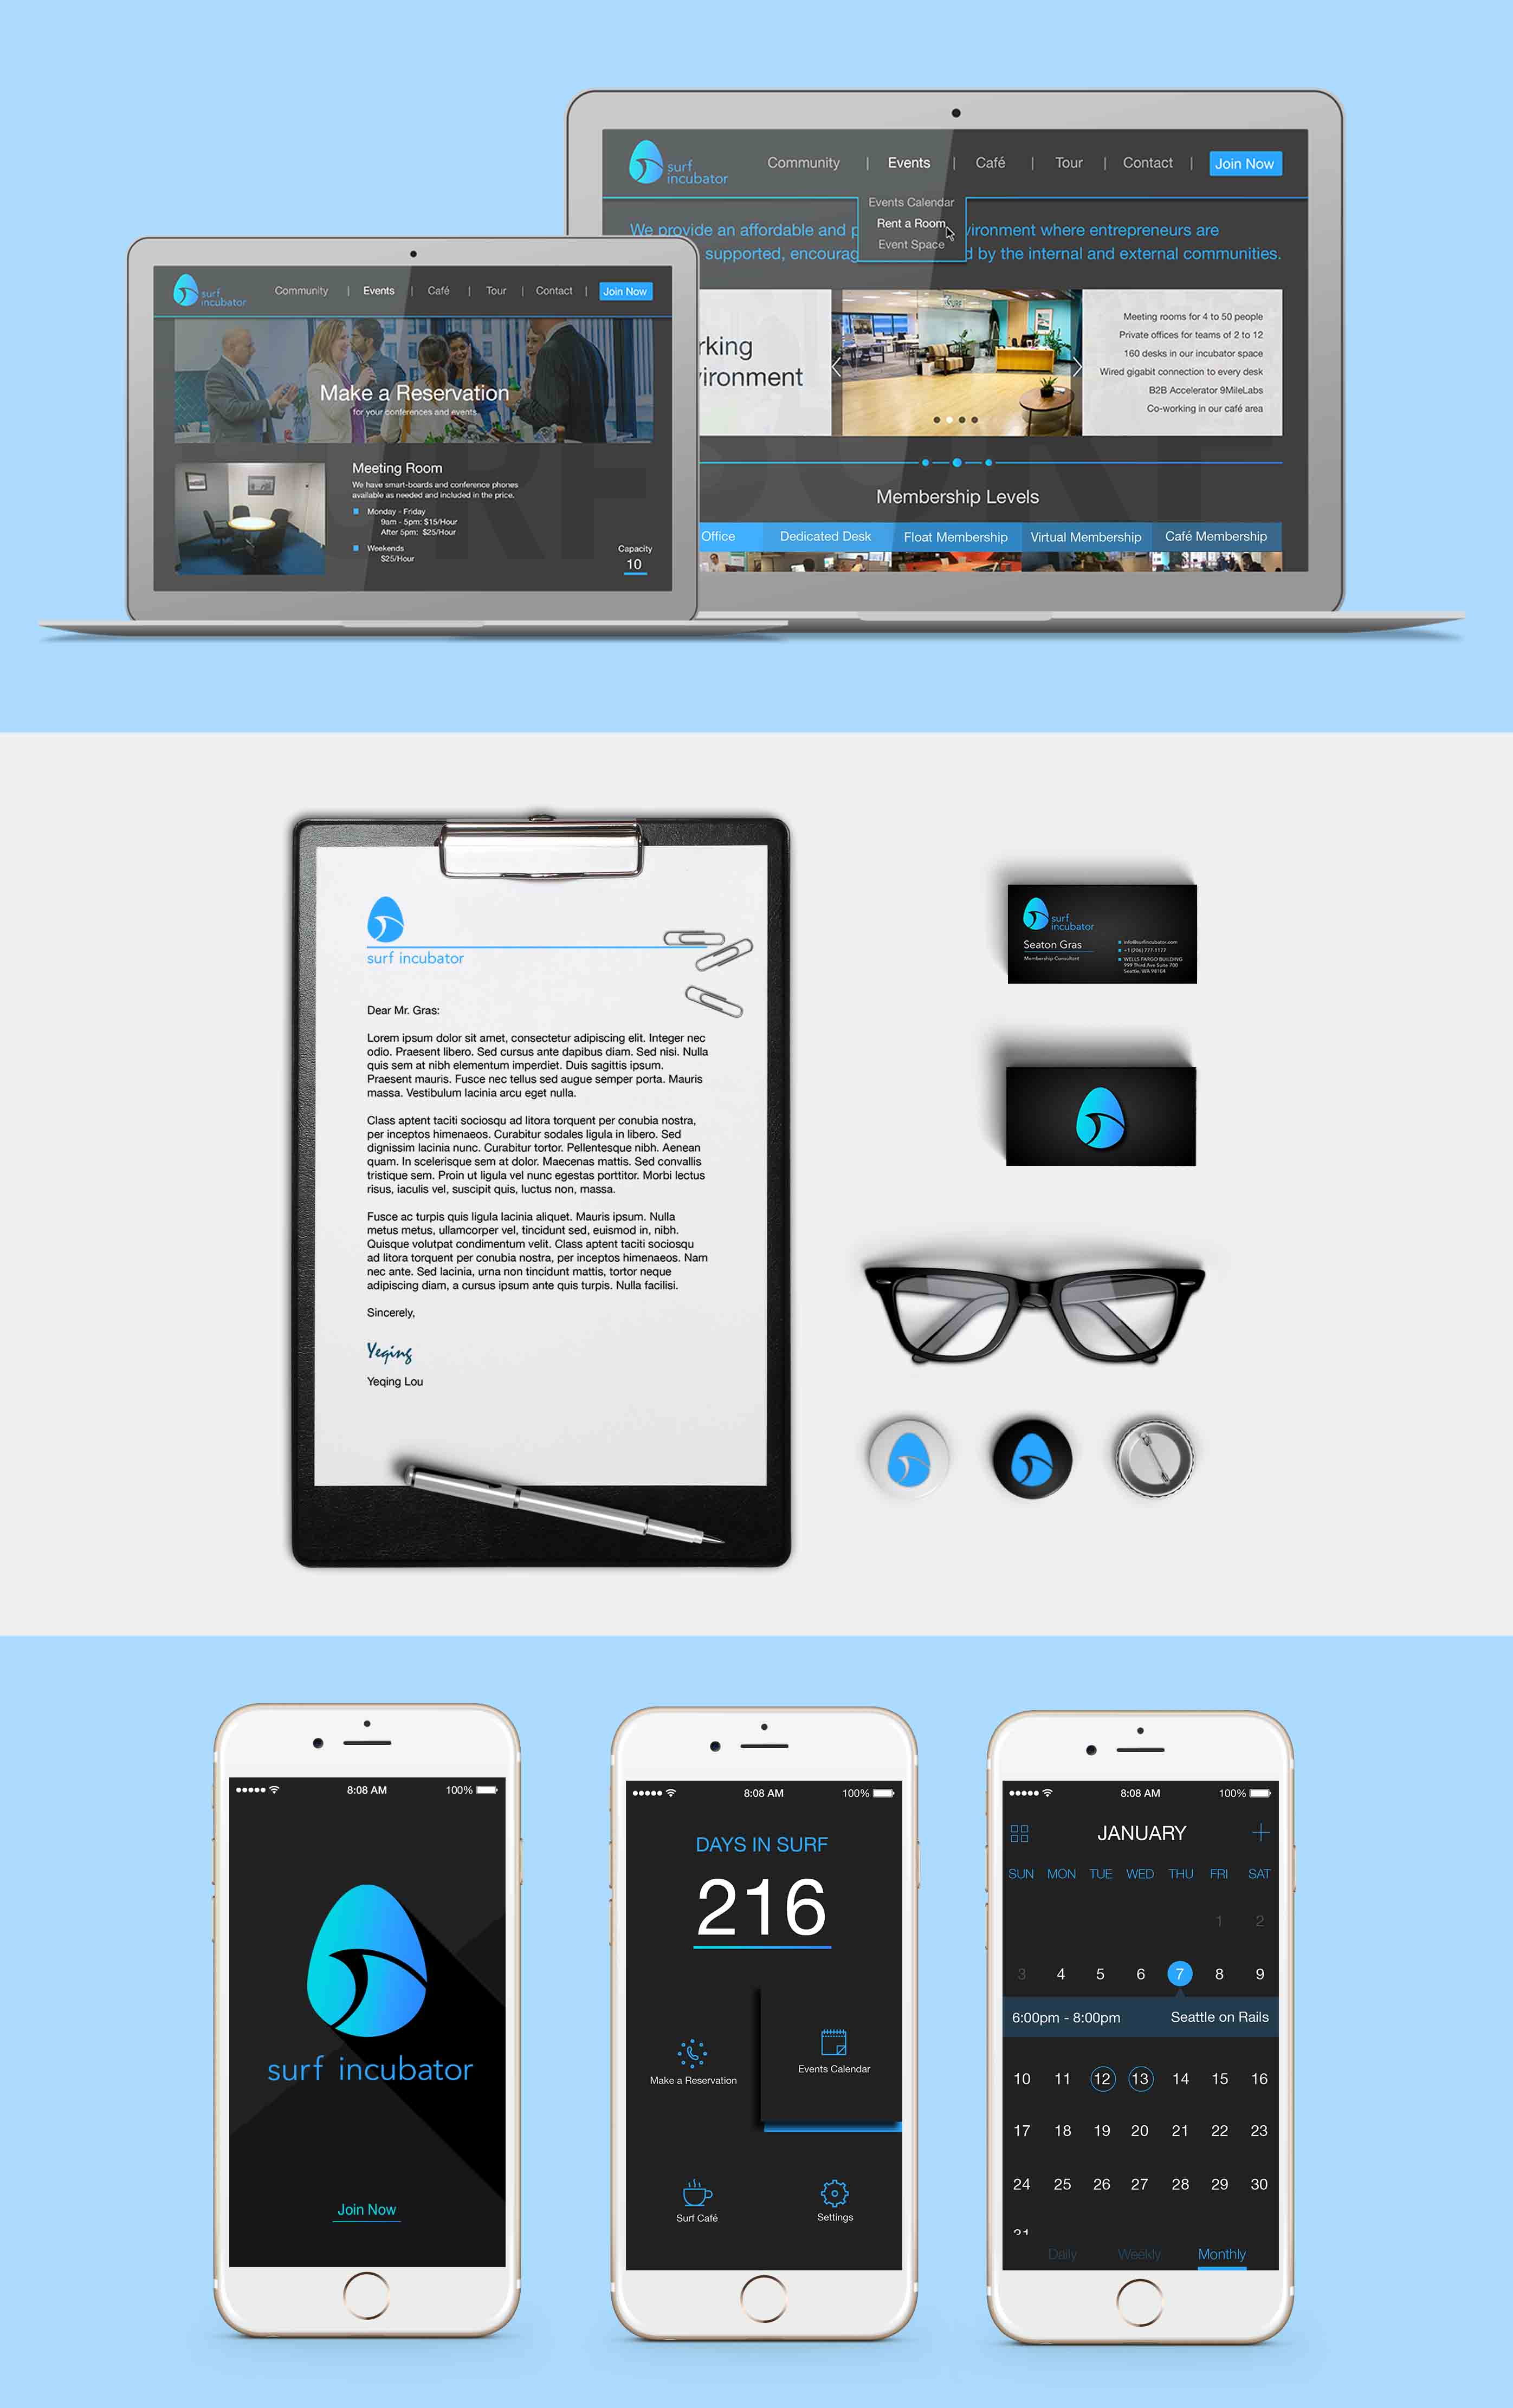 surf
incubator
Community | Events | Café | Tour | Contact | Join Now
Events Calendar
Rent a Room
Event Space
We provide an affordable and p
vironment where entrepreneurs are
supported, encourag
d by the internal and external communities.
rking
ironment
SURF
Meeting rooms for 4 to 50 people
Private offices for teams of 2 to 12
160 desks in our incubator space
Wired gigabit connection to every desk
B2B Accelerator 9MileLabs
Co-working in our café area
Membership Levels
Office
Dedicated Desk
Float Membership
Virtual Membership
Café Membership
surf
incubator
Community | Events | Café | Tour | Contact | Join Now
Make a Reservation
for your conferences and events
Meeting Room
We have smart-boards and conference phones
available as needed and included in the price.
Monday - Friday
9am - 5pm: $15/Hour
After 5pm: $25/Hour
Weekends
$25/Hour
Capacity
10
surf incubator
Dear Mr. Gras:
Lorem ipsum dolor sit amet, consectetur adipiscing elit. Integer nec
odio. Praesent libero. Sed cursus ante dapibus diam. Sed nisi. Nulla
quis sem at nibh elementum imperdiet. Duis sagittis ipsum.
Praesent mauris. Fusce nec tellus sed augue semper porta. Mauris
massa. Vestibulum lacinia arcu eget nulla.
Class aptent taciti sociosqu ad litora torquent per conubia nostra,
per inceptos himenaeos. Curabitur sodales ligula in libero. Sed
dignissim lacinia nunc. Curabitur tortor. Pellentesque nibh. Aenean
quam. In scelerisque sem at dolor. Maecenas mattis. Sed convallis
tristique sem. Proin ut ligula vel nunc egestas porttitor. Morbi lectus
risus, iaculis vel, suscipit quis, luctus non, massa.
Fusce ac turpis quis ligula lacinia aliquet. Mauris ipsum. Nulla
metus metus, ullamcorper vel, tincidunt sed, euismod in, nibh.
Quisque volutpat condimentum velit. Class aptent taciti sociosqu
ad litora torquent per conubia nostra, per inceptos himenaeos. Nam
nec ante. Sed lacinia, urna non tincidunt mattis, tortor neque
adipiscing diam, a cursus ipsum ante quis turpis. Nulla facilisi.
Sincerely,
Yeqing
Yeqing Lou
surf
incubator
Seaton Gras
Membership Consultant
info@surfincubator.com
+1 (206) 777-1177
WELLS FARGO BUILDING
999 Third Ave Suite 700
Seattle, WA 98104
8:08 AM 100%
surf incubator
Join Now
8:08 AM 100%
DAYS IN SURF
216
Make a Reservation
Events Calendar
Surf Café
Settings
8:08 AM 100%
JANUARY
SUN MON TUE WED THU FRI SAT
1 2
3 4 5 6 7 8 9
6:00pm - 8:00pm Seattle on Rails
10 11 12 13 14 15 16
17 18 19 20 21 22 23
24 25 26 27 28 29 30
31
Daily Weekly Monthly